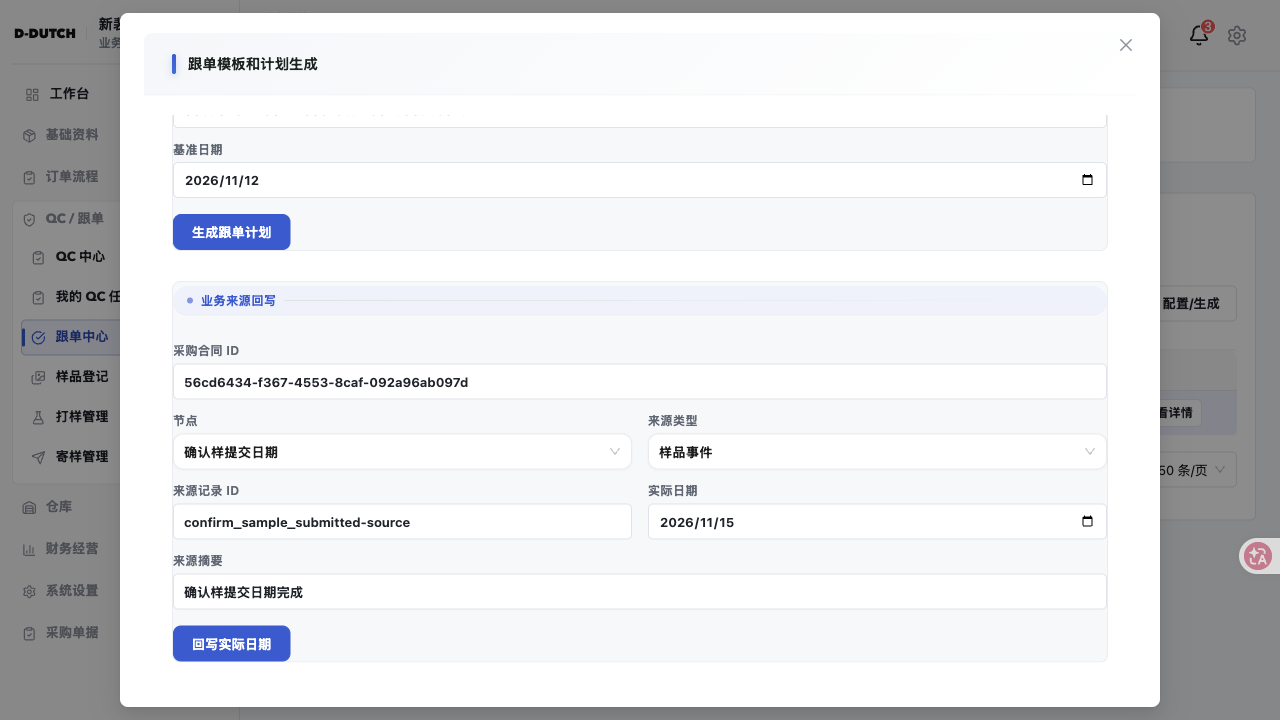 D-DUTCH
新表
业务
3
工作台
基础资料
订单流程
QC / 跟单
QC 中心
我的 QC 任
跟单中心
样品登记
打样管理
寄样管理
仓库
财务经营
系统设置
采购单据
跟单模板和计划生成
基准日期
2026/11/12
生成跟单计划
业务来源回写
采购合同 ID
56cd6434-f367-4553-8caf-092a96ab097d
节点
来源类型
确认样提交日期
样品事件
来源记录 ID
实际日期
confirm_sample_submitted-source
2026/11/15
来源摘要
确认样提交日期完成
回写实际日期
配置/生成
看详情
50 条/页